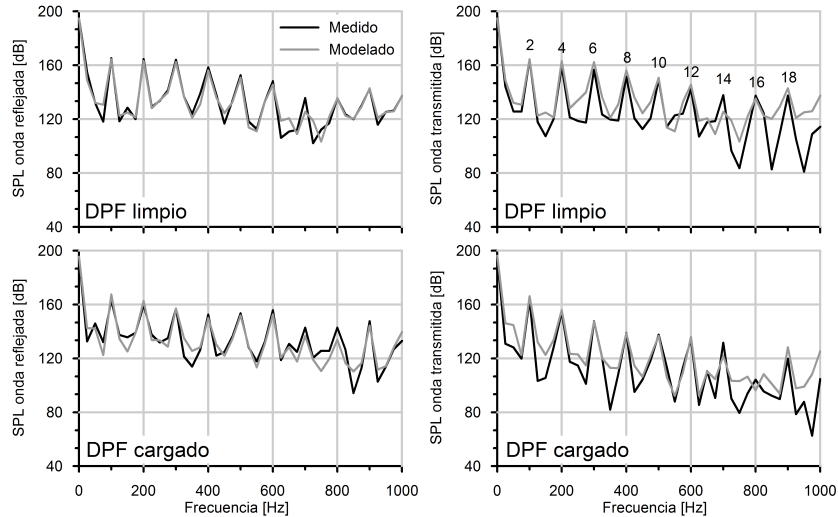 SPL onda reflejada [dB]
200
160
120
80
40
Medido
Modelado
DPF limpio
SPL onda transmitida [dB]
200
160
120
80
40
2 4 6 8 10 12 14 16 18
DPF limpio
SPL onda reflejada [dB]
200
160
120
80
40
DPF cargado
0 200 400 600 800 1000
Frecuencia [Hz]
SPL onda transmitida [dB]
200
160
120
80
40
DPF cargado
0 200 400 600 800 1000
Frecuencia [Hz]